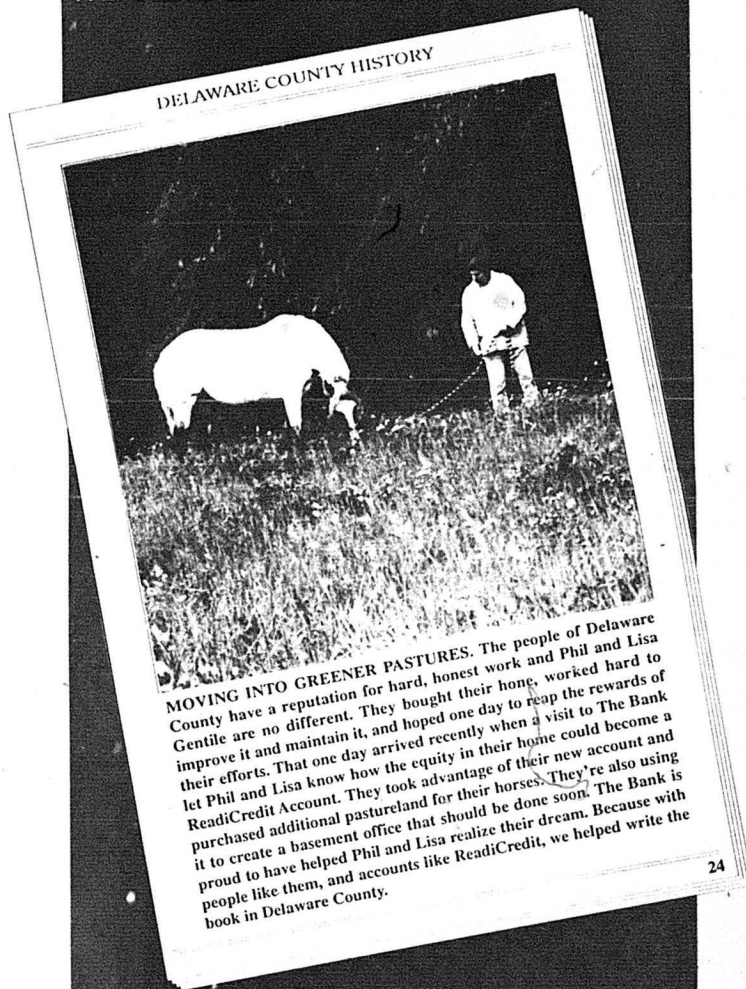 DELAWARE COUNTY HISTORY
MOVING INTO GREENER PASTURES. The people of Delaware
County have a reputation for hard, honest work and Phil and Lisa
Gentile are no different. They bought their hone, worked hard to
improve it and maintain it, and hoped one day to reap the rewards of
their efforts. That one day arrived recently when a visit to The Bank
let Phil and Lisa know how the equity in their home could become a
ReadiCredit Account. They took advantage of their new account and
purchased additional pastureland for their horses. They're also using
it to create a basement office that should be done soon. The Bank is
proud to have helped Phil and Lisa realize their dream. Because with
people like them, and accounts like ReadiCredit, we helped write the
book in Delaware County.
24